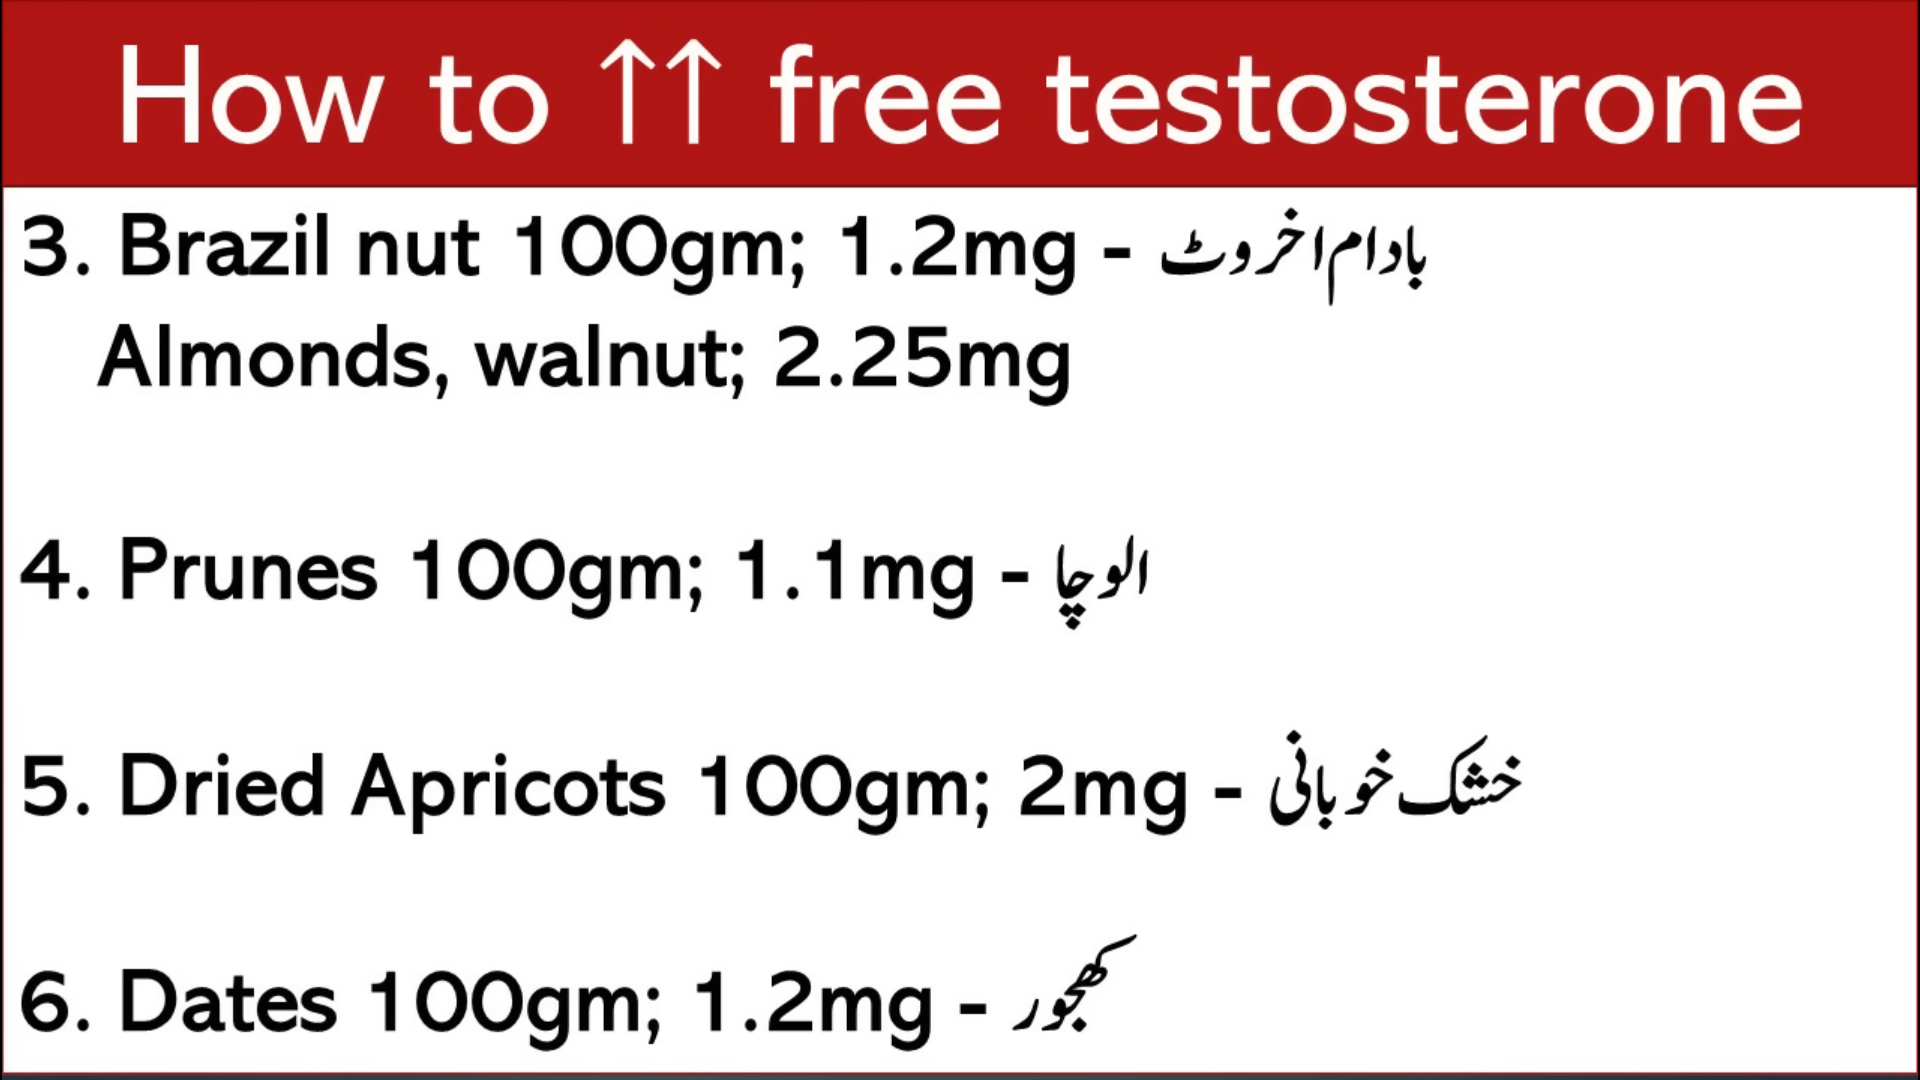 How to ↑↑ free testosterone
3. Brazil nut 100gm; 1.2mg - بادام اخروٹ
Almonds, walnut; 2.25mg
4. Prunes 100gm; 1.1mg - الوچا
5. Dried Apricots 100gm; 2mg - خشک خوبانی
6. Dates 100gm; 1.2mg - کھجور